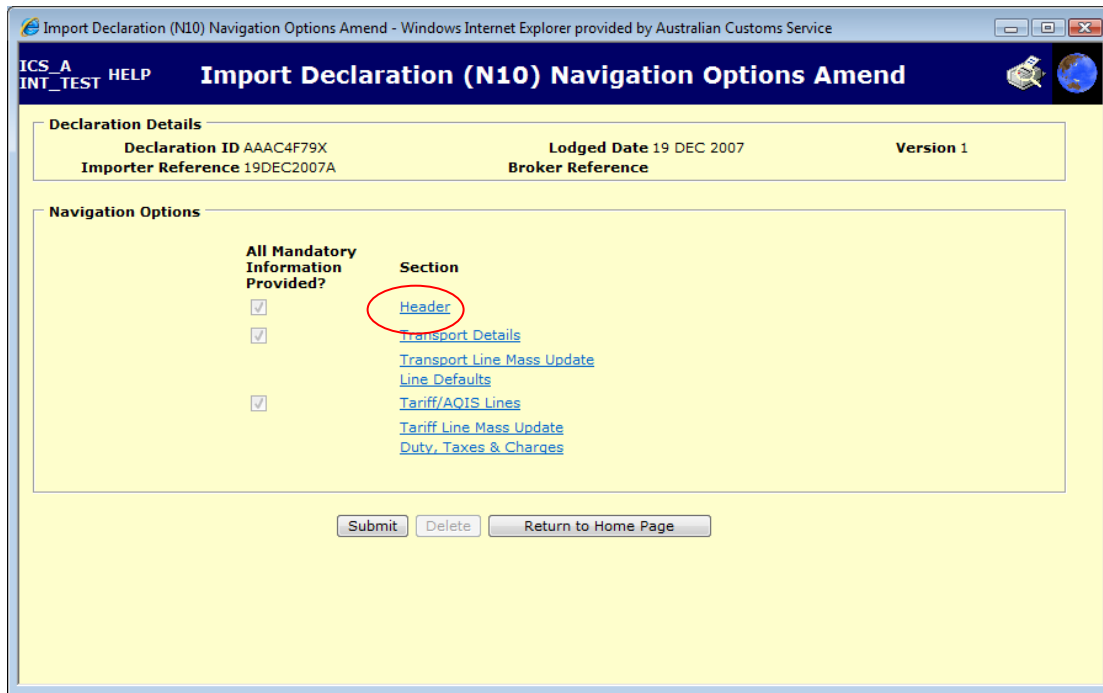 Import Declaration (N10) Navigation Options Amend - Windows Internet Explorer provided by Australian Customs Service
ICS_A
INT_TEST HELP Import Declaration (N10) Navigation Options Amend
Declaration Details
Declaration ID AAAC4F79X Lodged Date 19 DEC 2007 Version 1
Importer Reference 19DEC2007A Broker Reference
Navigation Options
All Mandatory
Information Section
Provided?
Header
Transport Details
Transport Line Mass Update
Line Defaults
Tariff/AQIS Lines
Tariff Line Mass Update
Duty, Taxes & Charges
Submit Delete Return to Home Page